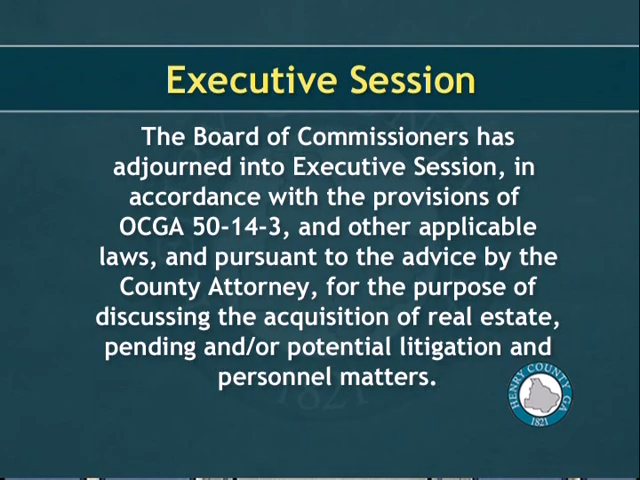 Executive Session
The Board of Commissioners has
adjourned into Executive Session, in
accordance with the provisions of
OCGA 50-14-3, and other applicable
laws, and pursuant to the advice by the
County Attorney, for the purpose of
discussing the acquisition of real estate,
pending and/or potential litigation and
personnel matters.
HENRY COUNTY GA
1821
1821